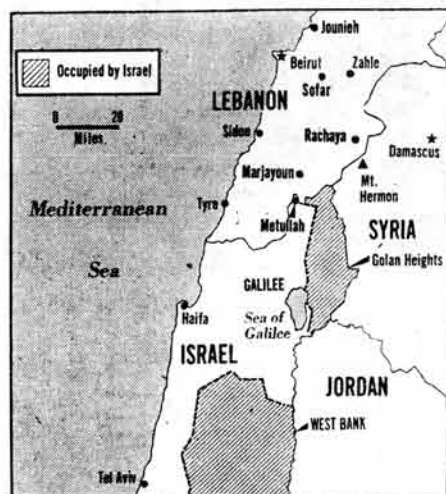 Jounieh
Beirut
Zahle
Occupied by Israel
Sofar
LEBANON
0 20
Miles
Sidon
Rachaya
Damascus
Marjayoun
Mt.
Hermon
Mediterranean
Tyre
Metullah
SYRIA
Golan Heights
Sea
GALILEE
Haifa
Sea of
Galilee
ISRAEL
JORDAN
WEST BANK
Tel Aviv